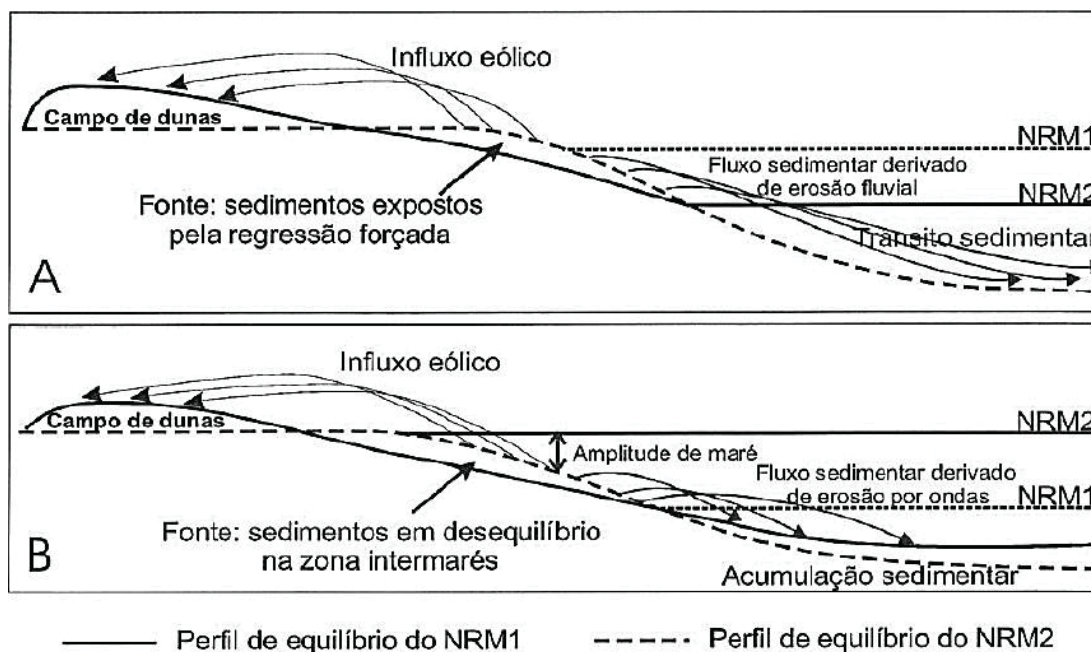 Influxo eólico
Campo de dunas
NRM1
Fluxo sedimentar derivado
de erosão fluvial
NRM2
Fonte: sedimentos expostos
pela regressão forçada
Trânsito sedimentar
A
Influxo eólico
Campo de dunas
NRM2
Amplitude de maré
Fluxo sedimentar derivado
de erosão por ondas
NRM1
Fonte: sedimentos em desequilíbrio
na zona intermarés
B
Acumulação sedimentar
Perfil de equilíbrio do NRM1
Perfil de equilíbrio do NRM2